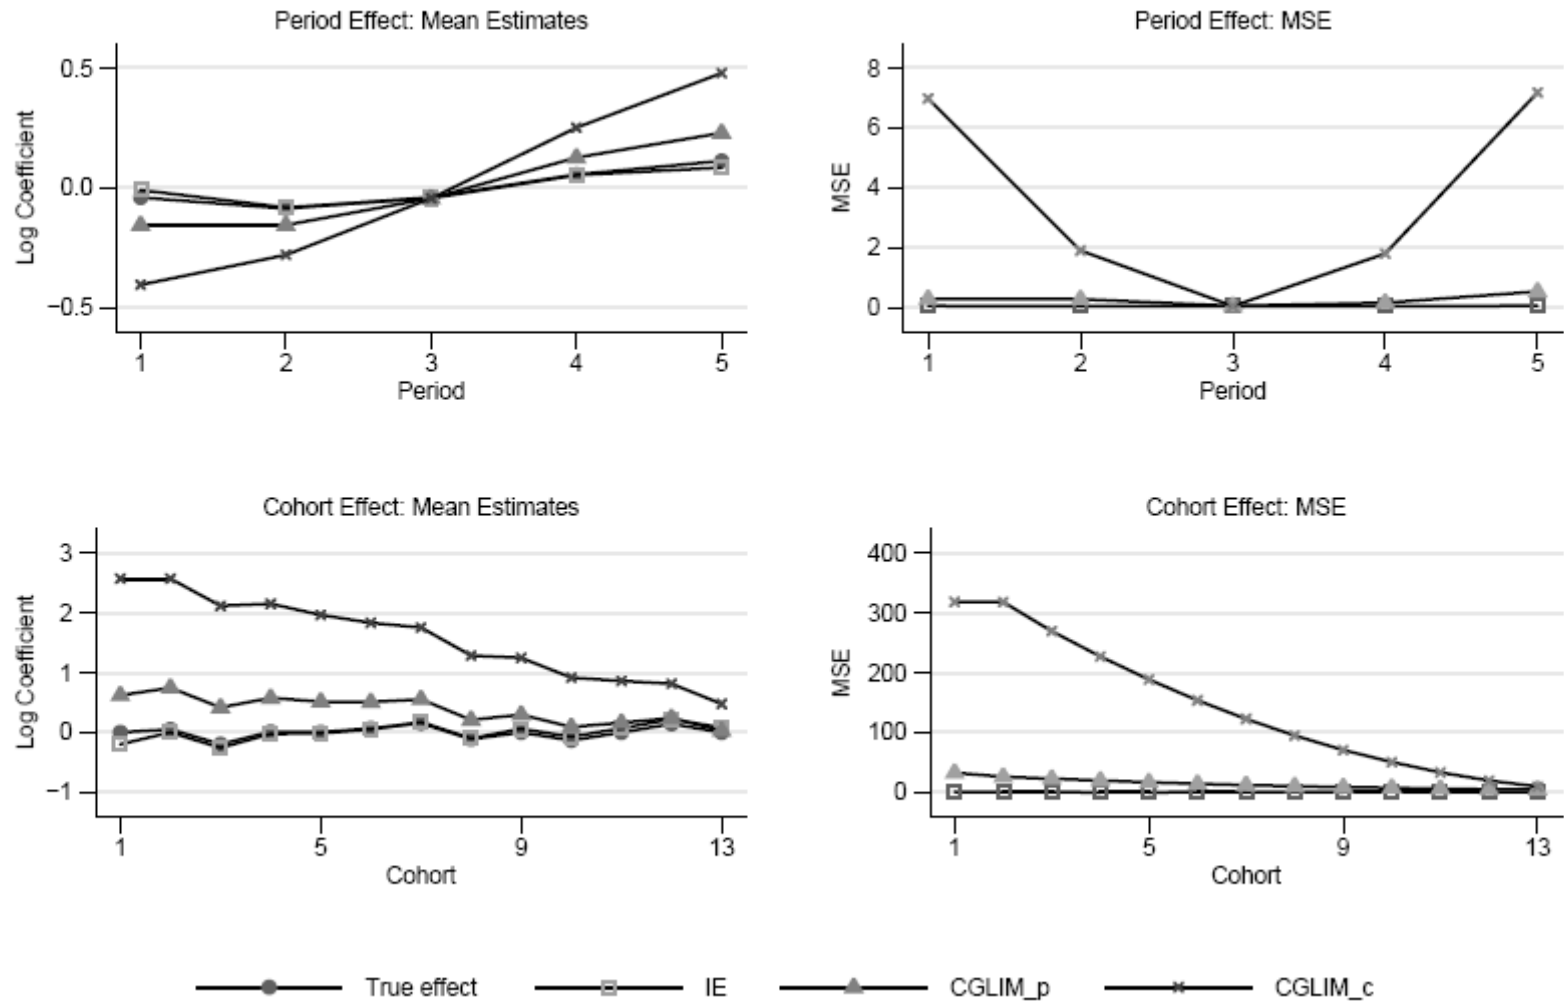 Period Effect: Mean Estimates
0.5
0.0
−0.5
Log Coefficient
1 2 3 4 5
Period
Period Effect: MSE
8
6
4
2
0
MSE
1 2 3 4 5
Period
Cohort Effect: Mean Estimates
3
2
1
0
−1
Log Coefficient
1 5 9 13
Cohort
Cohort Effect: MSE
400
300
200
100
0
MSE
1 5 9 13
Cohort
True effect IE CGLIM_p CGLIM_c